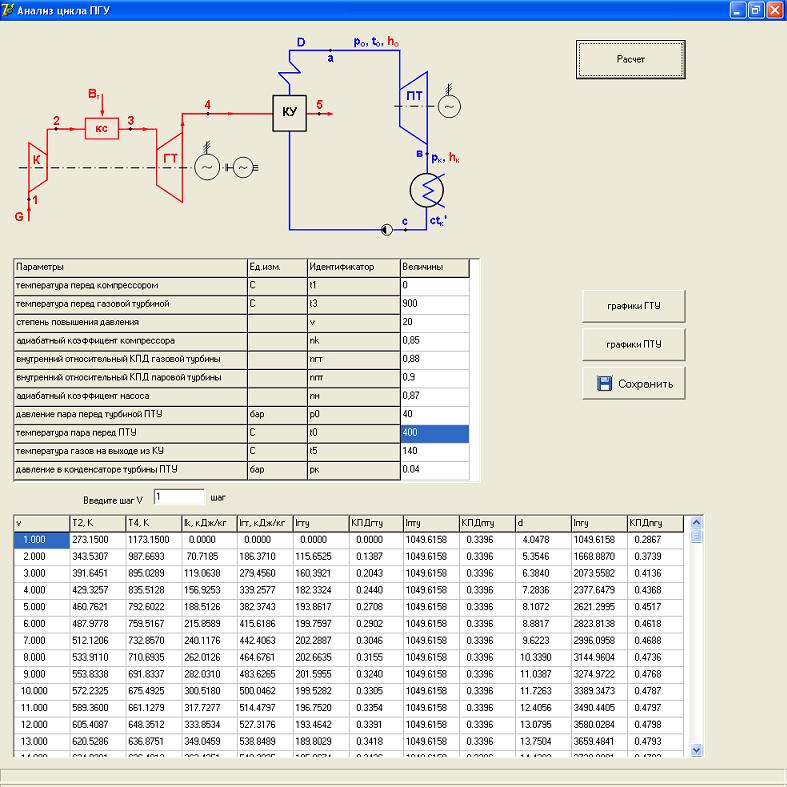 Анализ цикла ПГУ
D
p₀, t₀, h₀
a
Расчет
Вт
2
кс
3
4
КУ
5
ПТ
К
ГТ
в
pк, hк
1
G
c
ctк'
Параметры Ед.изм. Идентификатор Величины
температура перед компрессором С t1 0
температура перед газовой турбиной С t3 900
степень повышения давления v 20
адиабатный коэффициент компрессора nk 0,85
внутренний относительный КПД газовой турбины nгт 0,88
внутренний относительный КПД паровой турбины nпт 0,9
адиабатный коэффицент насоса nн 0,87
давление пара перед турбиной ПТУ бар p0 40
температура пара перед ПТУ С t0 400
температура газов на выходе из КУ С t5 140
давление в конденсаторе турбины ПТУ бар pк 0.04
графики ГТУ
графики ПТУ
Сохранить
Введите шаг V 1 шаг
v T2, К T4, К lк, кДж/кг lгт, кДж/кг lгту КПДгту lпту КПДпту d lпгу КПДпгу
1.000 273.1500 1173.1500 0.0000 0.0000 0.0000 0.0000 1049.6158 0.3396 4.0478 1049.6158 0.2867
2.000 343.5307 987.6693 70.7185 186.3710 115.6525 0.1387 1049.6158 0.3396 5.3546 1668.8870 0.3739
3.000 391.6451 895.0289 119.0638 279.4560 160.3921 0.2043 1049.6158 0.3396 6.3840 2073.5582 0.4136
4.000 429.3257 835.5128 156.9253 339.2577 182.3324 0.2440 1049.6158 0.3396 7.2836 2377.6479 0.4368
5.000 460.7621 792.6022 188.5126 382.3743 193.8617 0.2708 1049.6158 0.3396 8.1072 2621.2995 0.4517
6.000 487.9778 759.5167 215.8589 415.6186 199.7597 0.2902 1049.6158 0.3396 8.8817 2823.8138 0.4618
7.000 512.1206 732.8570 240.1176 442.4063 202.2887 0.3046 1049.6158 0.3396 9.6223 2996.0958 0.4688
8.000 533.9110 710.6935 262.0126 464.6761 202.6635 0.3155 1049.6158 0.3396 10.3390 3144.9604 0.4736
9.000 553.8338 691.8337 282.0310 483.6265 201.5955 0.3240 1049.6158 0.3396 11.0387 3274.9722 0.4768
10.000 572.2325 675.4925 300.5180 500.0462 199.5282 0.3305 1049.6158 0.3396 11.7263 3389.3473 0.4787
11.000 589.3600 661.1279 317.7277 514.4797 196.7520 0.3354 1049.6158 0.3396 12.4056 3490.4405 0.4797
12.000 605.4087 648.3512 333.8534 527.3176 193.4642 0.3391 1049.6158 0.3396 13.0795 3580.0284 0.4798
13.000 620.5286 636.8751 349.0459 538.8489 189.8029 0.3418 1049.6158 0.3396 13.7504 3659.4841 0.4793